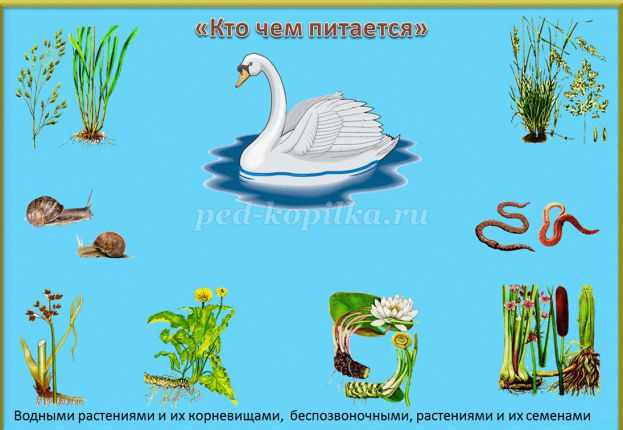 «Кто чем питается»
ped-kopilka.ru
Водными растениями и их корневищами, беспозвоночными, растениями и их семенами